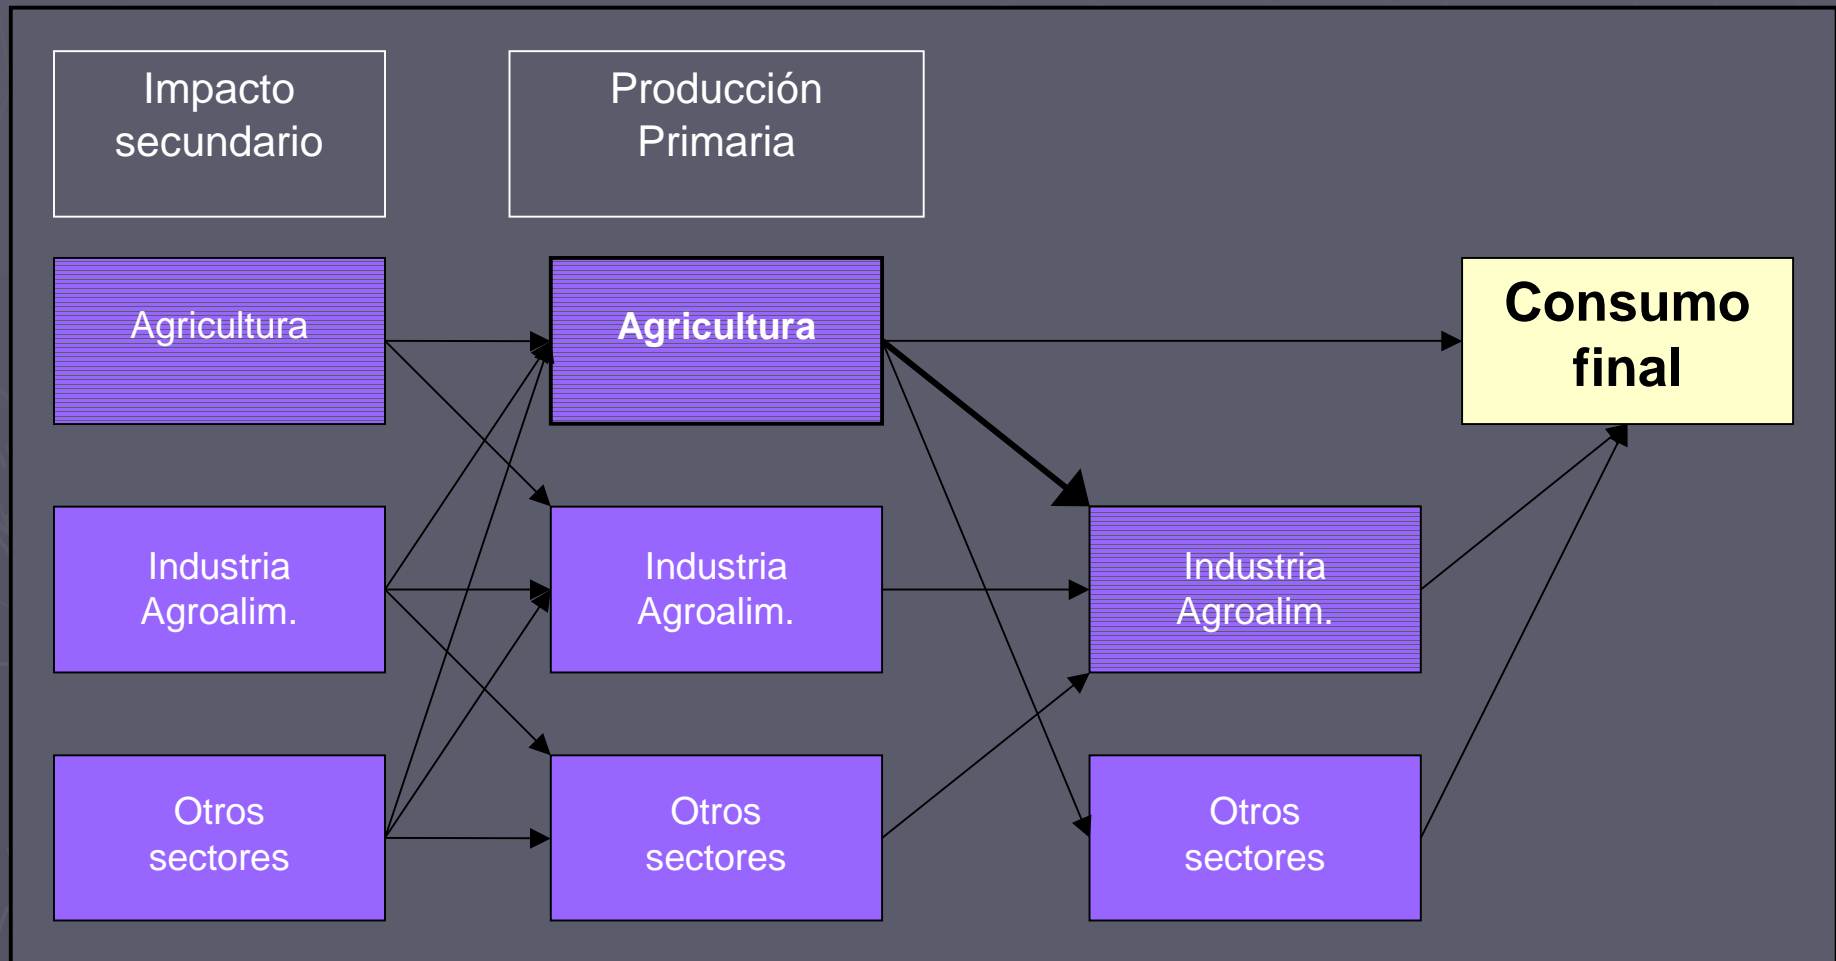 Impacto
secundario
Producción
Primaria
Agricultura
Agricultura
Consumo
final
Industria
Agroalim.
Industria
Agroalim.
Industria
Agroalim.
Otros
sectores
Otros
sectores
Otros
sectores